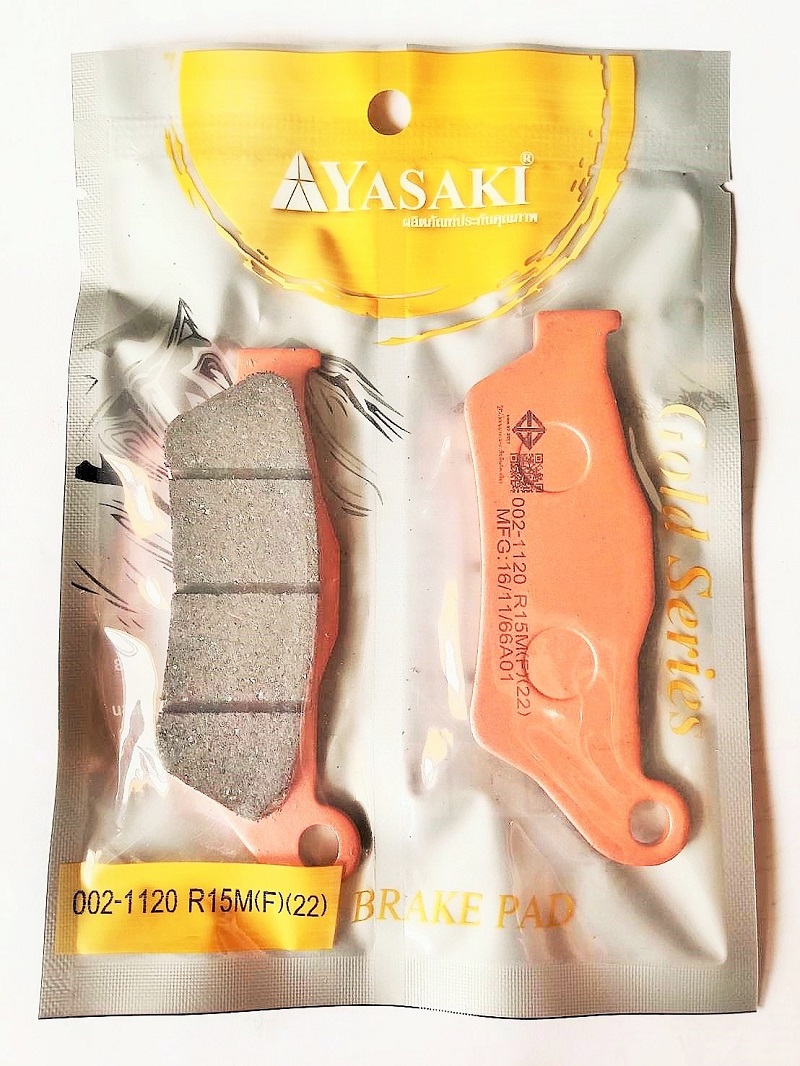 YASAKI®
ผลิตภัณฑ์ประกันคุณภาพ
Gold Series
002-1120 R15M(F)(22)
MFG:16/11/66A01
002-1120 R15M(F)(22)
BRAKE PAD